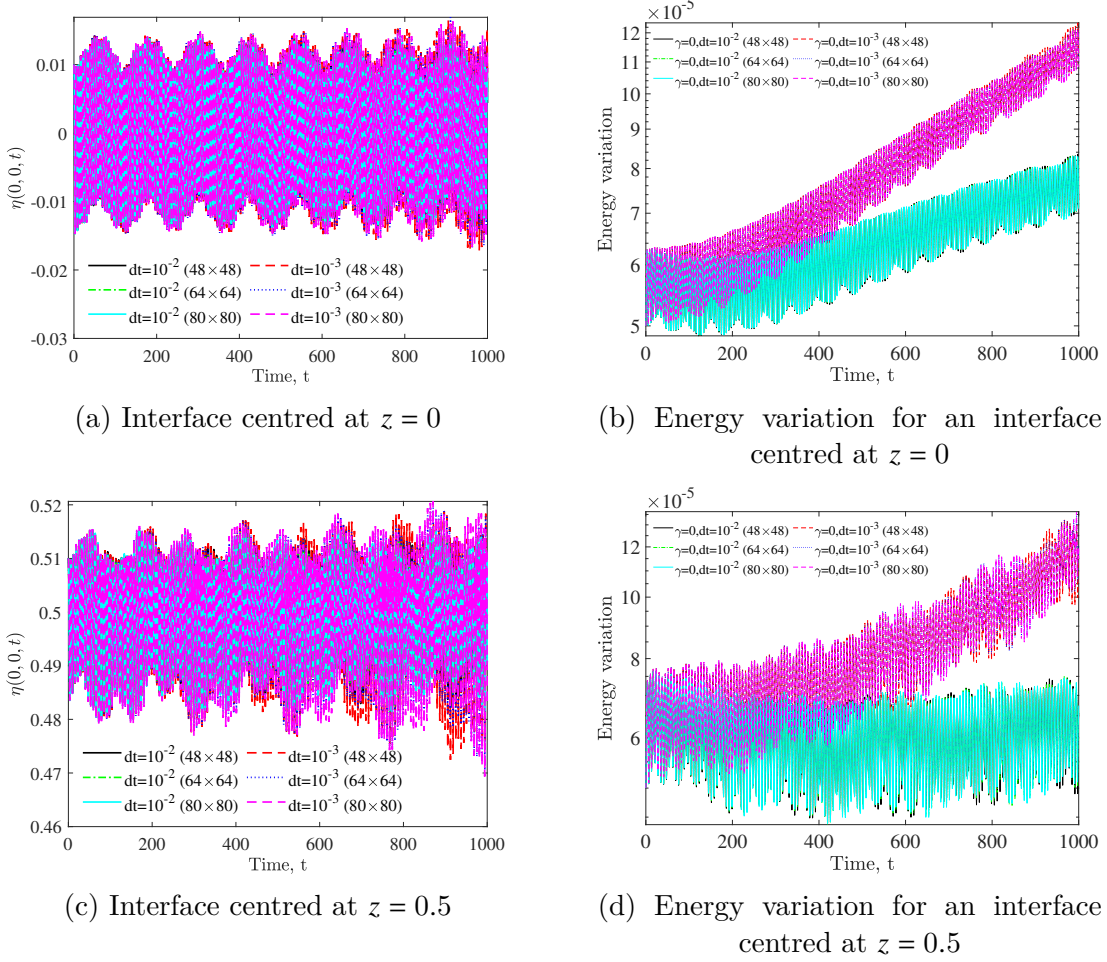 0.01
0
-0.01
-0.02
-0.03
η(0,0,t)
dt=10⁻² (48×48) dt=10⁻³ (48×48)
dt=10⁻² (64×64) dt=10⁻³ (64×64)
dt=10⁻² (80×80) dt=10⁻³ (80×80)
0 200 400 600 800 1000
Time, t
(a) Interface centred at z = 0
×10⁻⁵
12
11
10
9
8
7
6
5
Energy variation
γ=0,dt=10⁻² (48×48) γ=0,dt=10⁻³ (48×48)
γ=0,dt=10⁻² (64×64) γ=0,dt=10⁻³ (64×64)
γ=0,dt=10⁻² (80×80) γ=0,dt=10⁻³ (80×80)
0 200 400 600 800 1000
Time, t
(b) Energy variation for an interface
centred at z = 0
0.52
0.51
0.5
0.49
0.48
0.47
0.46
η(0,0,t)
dt=10⁻² (48×48) dt=10⁻³ (48×48)
dt=10⁻² (64×64) dt=10⁻³ (64×64)
dt=10⁻² (80×80) dt=10⁻³ (80×80)
0 200 400 600 800 1000
Time, t
(c) Interface centred at z = 0.5
×10⁻⁵
12
10
8
6
Energy variation
γ=0,dt=10⁻² (48×48) γ=0,dt=10⁻³ (48×48)
γ=0,dt=10⁻² (64×64) γ=0,dt=10⁻³ (64×64)
γ=0,dt=10⁻² (80×80) γ=0,dt=10⁻³ (80×80)
0 200 400 600 800 1000
Time, t
(d) Energy variation for an interface
centred at z = 0.5